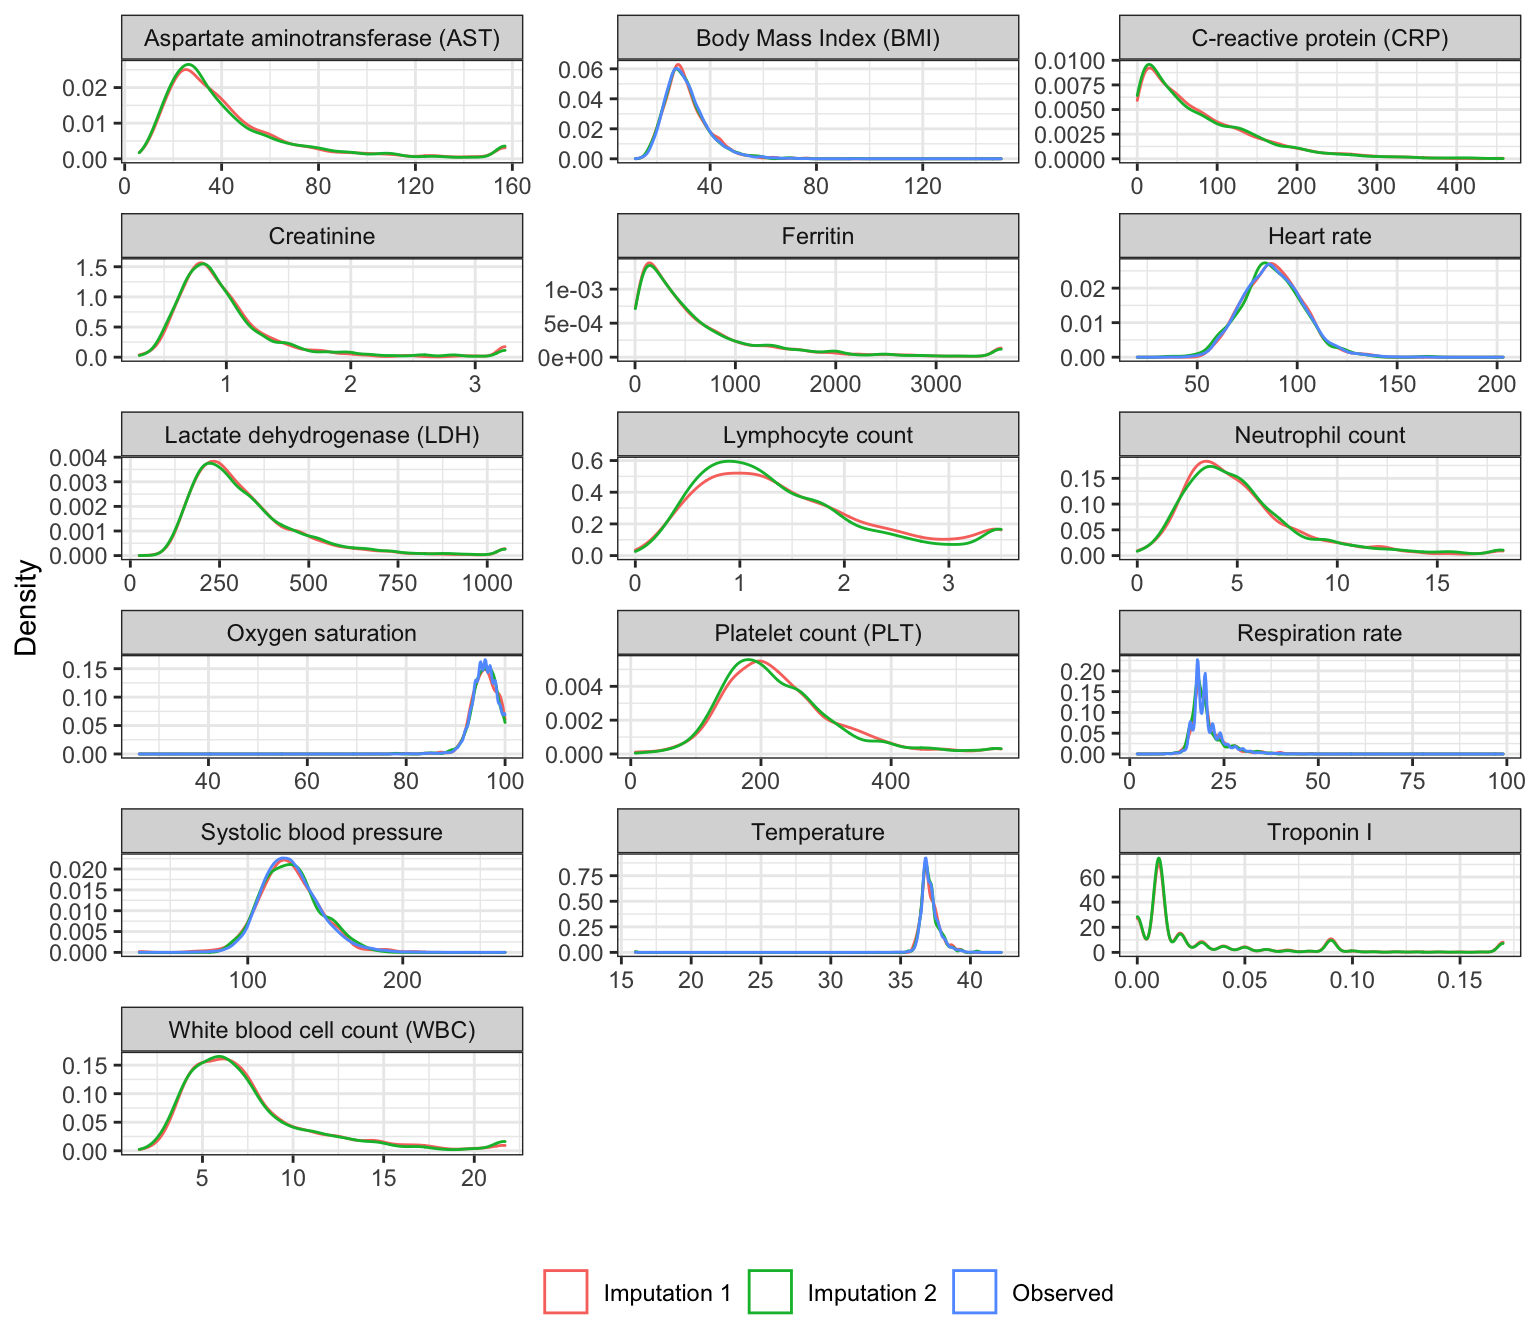 Aspartate aminotransferase (AST)
Body Mass Index (BMI)
C-reactive protein (CRP)
0.02
0.01
0.00
0 40 80 120 160
0.06
0.04
0.02
0.00
40 80 120
0.0100
0.0075
0.0050
0.0025
0.0000
0 100 200 300 400
Creatinine
Ferritin
Heart rate
1.5
1.0
0.5
0.0
1 2 3
1e-03
5e-04
0e+00
0 1000 2000 3000
0.02
0.01
0.00
50 100 150 200
Lactate dehydrogenase (LDH)
Lymphocyte count
Neutrophil count
0.004
0.003
0.002
0.001
0.000
0 250 500 750 1000
0.6
0.4
0.2
0.0
0 1 2 3
0.15
0.10
0.05
0.00
0 5 10 15
Density
Oxygen saturation
Platelet count (PLT)
Respiration rate
0.15
0.10
0.05
0.00
40 60 80 100
0.004
0.002
0.000
0 200 400
0.20
0.15
0.10
0.05
0.00
0 25 50 75 100
Systolic blood pressure
Temperature
Troponin I
0.020
0.015
0.010
0.005
0.000
100 200
0.75
0.50
0.25
0.00
15 20 25 30 35 40
60
40
20
0
0.00 0.05 0.10 0.15
White blood cell count (WBC)
0.15
0.10
0.05
0.00
5 10 15 20
Imputation 1 Imputation 2 Observed